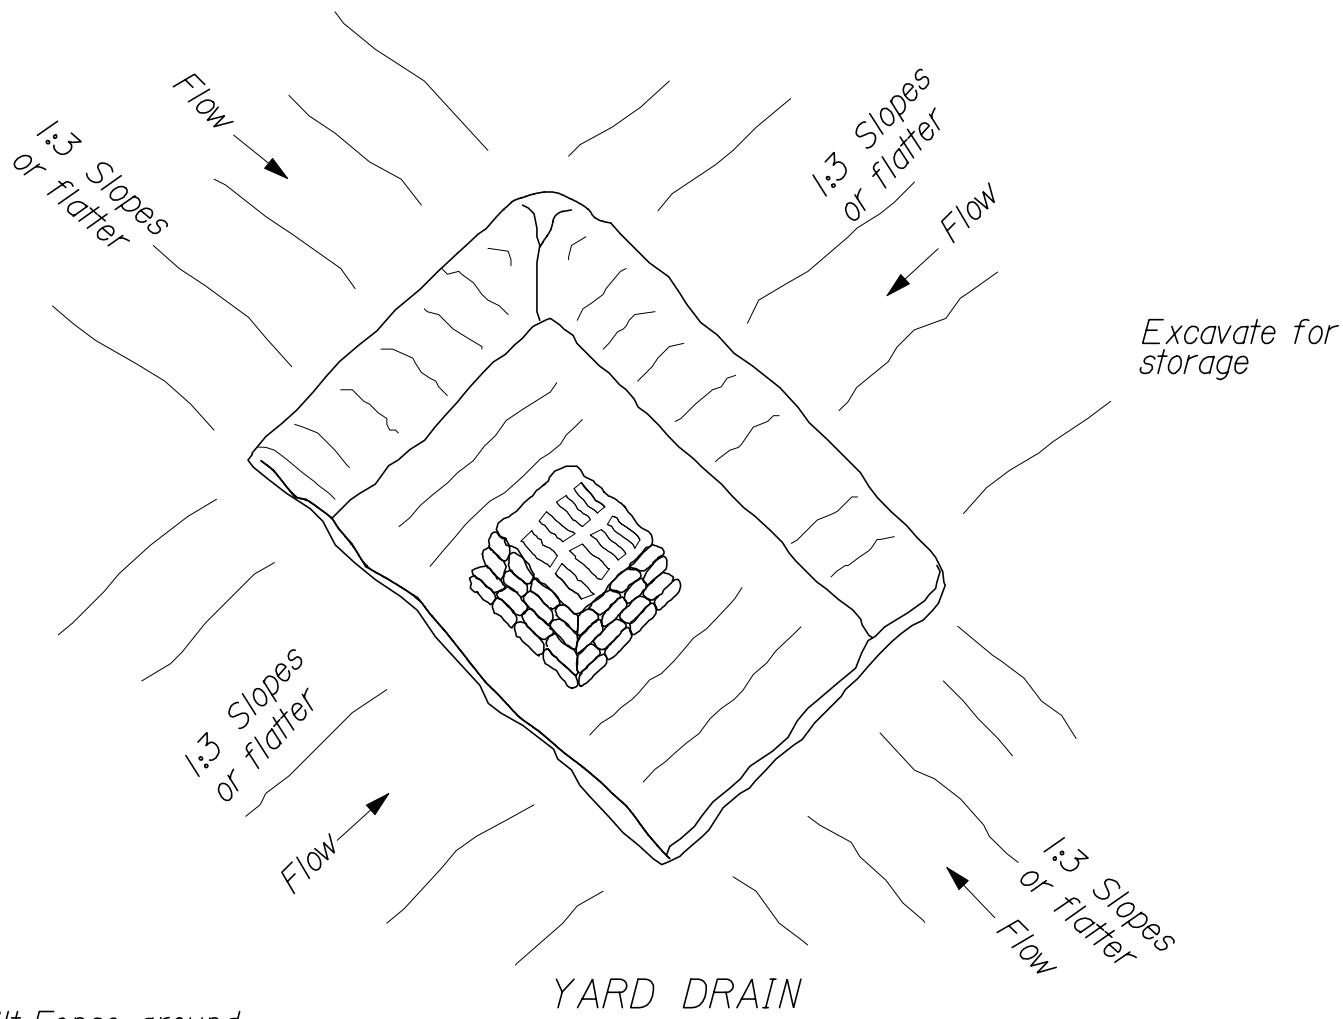 Flow
1:3 Slopes
or flatter
1:3 Slopes
or flatter
Flow
Excavate for
storage
1:3 Slopes
or flatter
Flow
1:3 Slopes
or flatter
Flow
YARD DRAIN